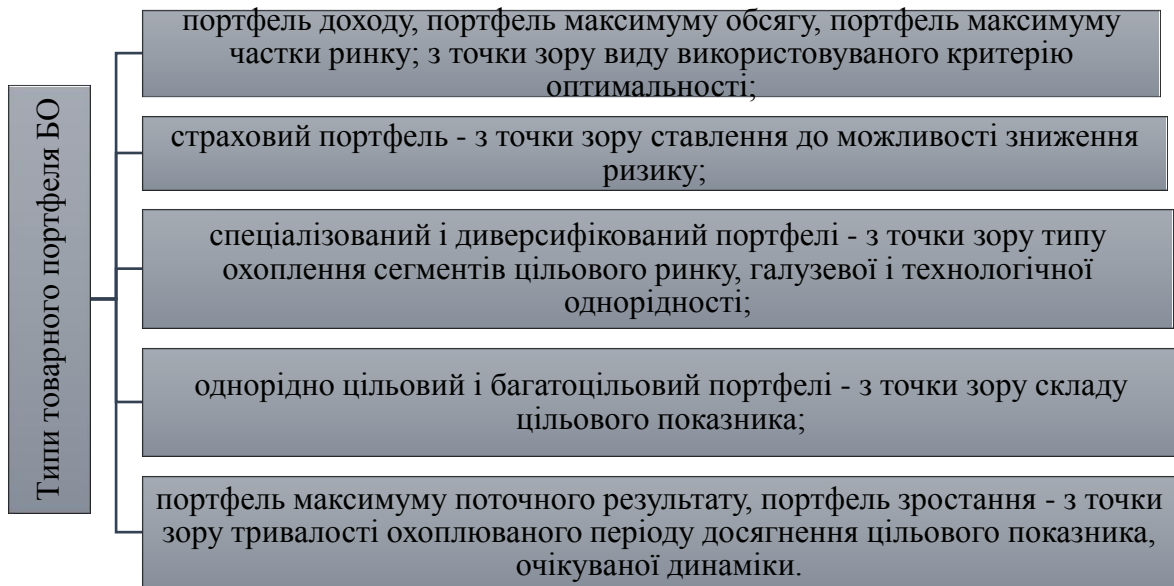 Типи товарного портфеля БО
портфель доходу, портфель максимуму обсягу, портфель максимуму
частки ринку; з точки зору виду використовуваного критерію
оптимальності;
страховий портфель - з точки зору ставлення до можливості зниження
ризику;
спеціалізований і диверсифікований портфелі - з точки зору типу
охоплення сегментів цільового ринку, галузевої і технологічної
однорідності;
однорідно цільовий і багатоцільовий портфелі - з точки зору складу
цільового показника;
портфель максимуму поточного результату, портфель зростання - з точки
зору тривалості охоплюваного періоду досягнення цільового показника,
очікуваної динаміки.